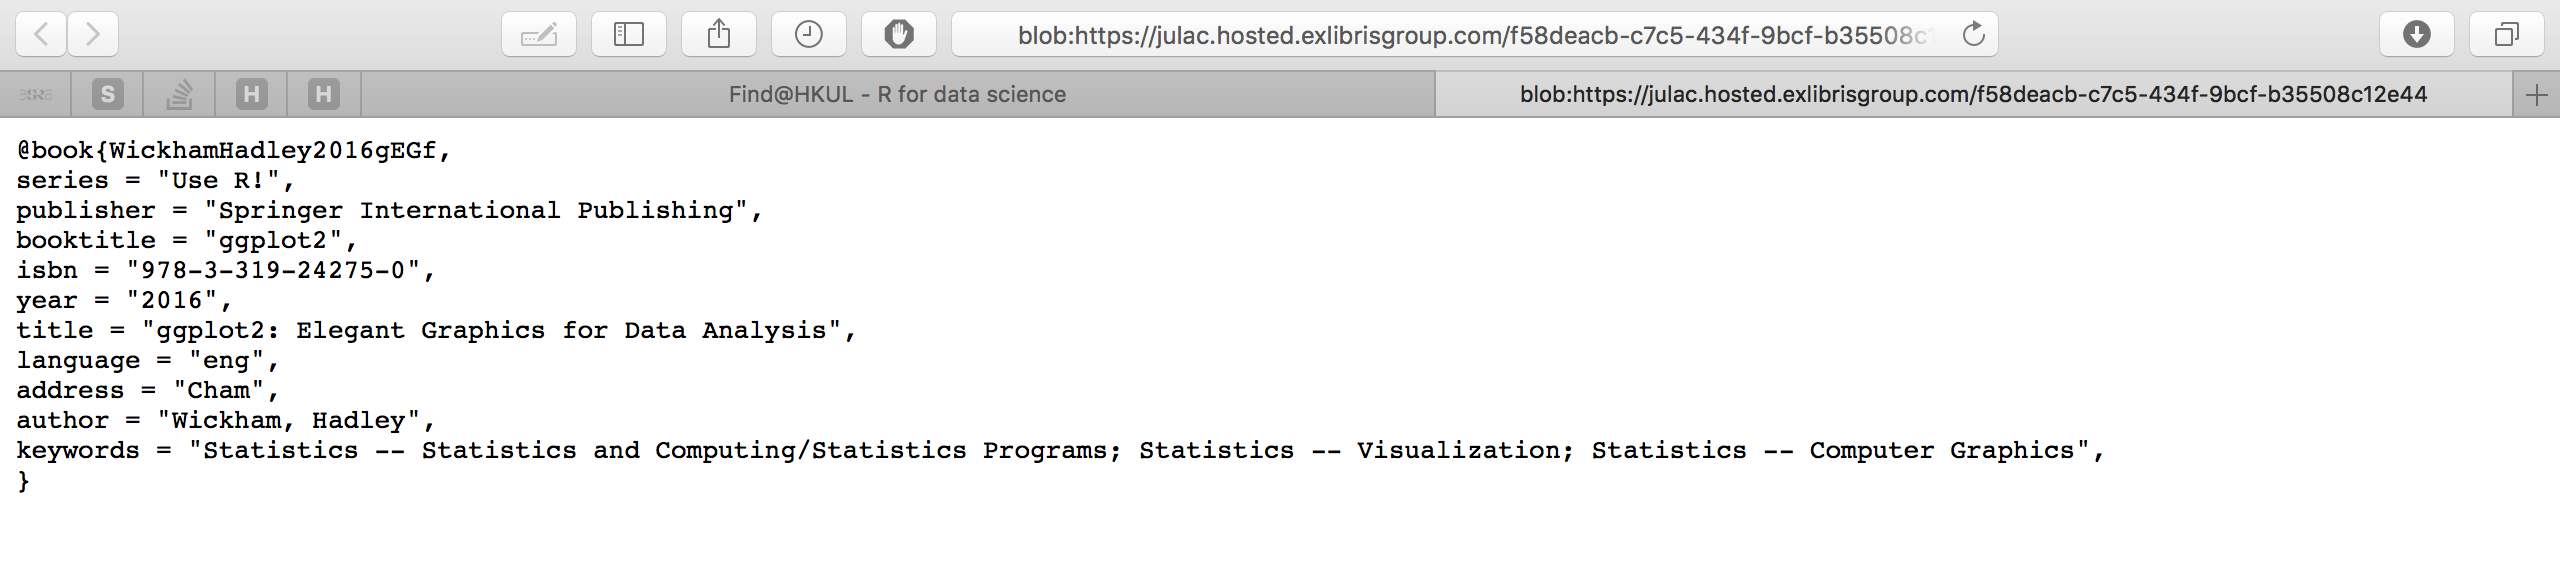 blob:https://julac.hosted.exlibrisgroup.com/f58deacb-c7c5-434f-9bcf-b35508c1
S
H
H
Find@HKUL - R for data science
blob:https://julac.hosted.exlibrisgroup.com/f58deacb-c7c5-434f-9bcf-b35508c12e44
@book{WickhamHadley2016gEGf,
series = "Use R!",
publisher = "Springer International Publishing",
booktitle = "ggplot2",
isbn = "978-3-319-24275-0",
year = "2016",
title = "ggplot2: Elegant Graphics for Data Analysis",
language = "eng",
address = "Cham",
author = "Wickham, Hadley",
keywords = "Statistics -- Statistics and Computing/Statistics Programs; Statistics -- Visualization; Statistics -- Computer Graphics",
}